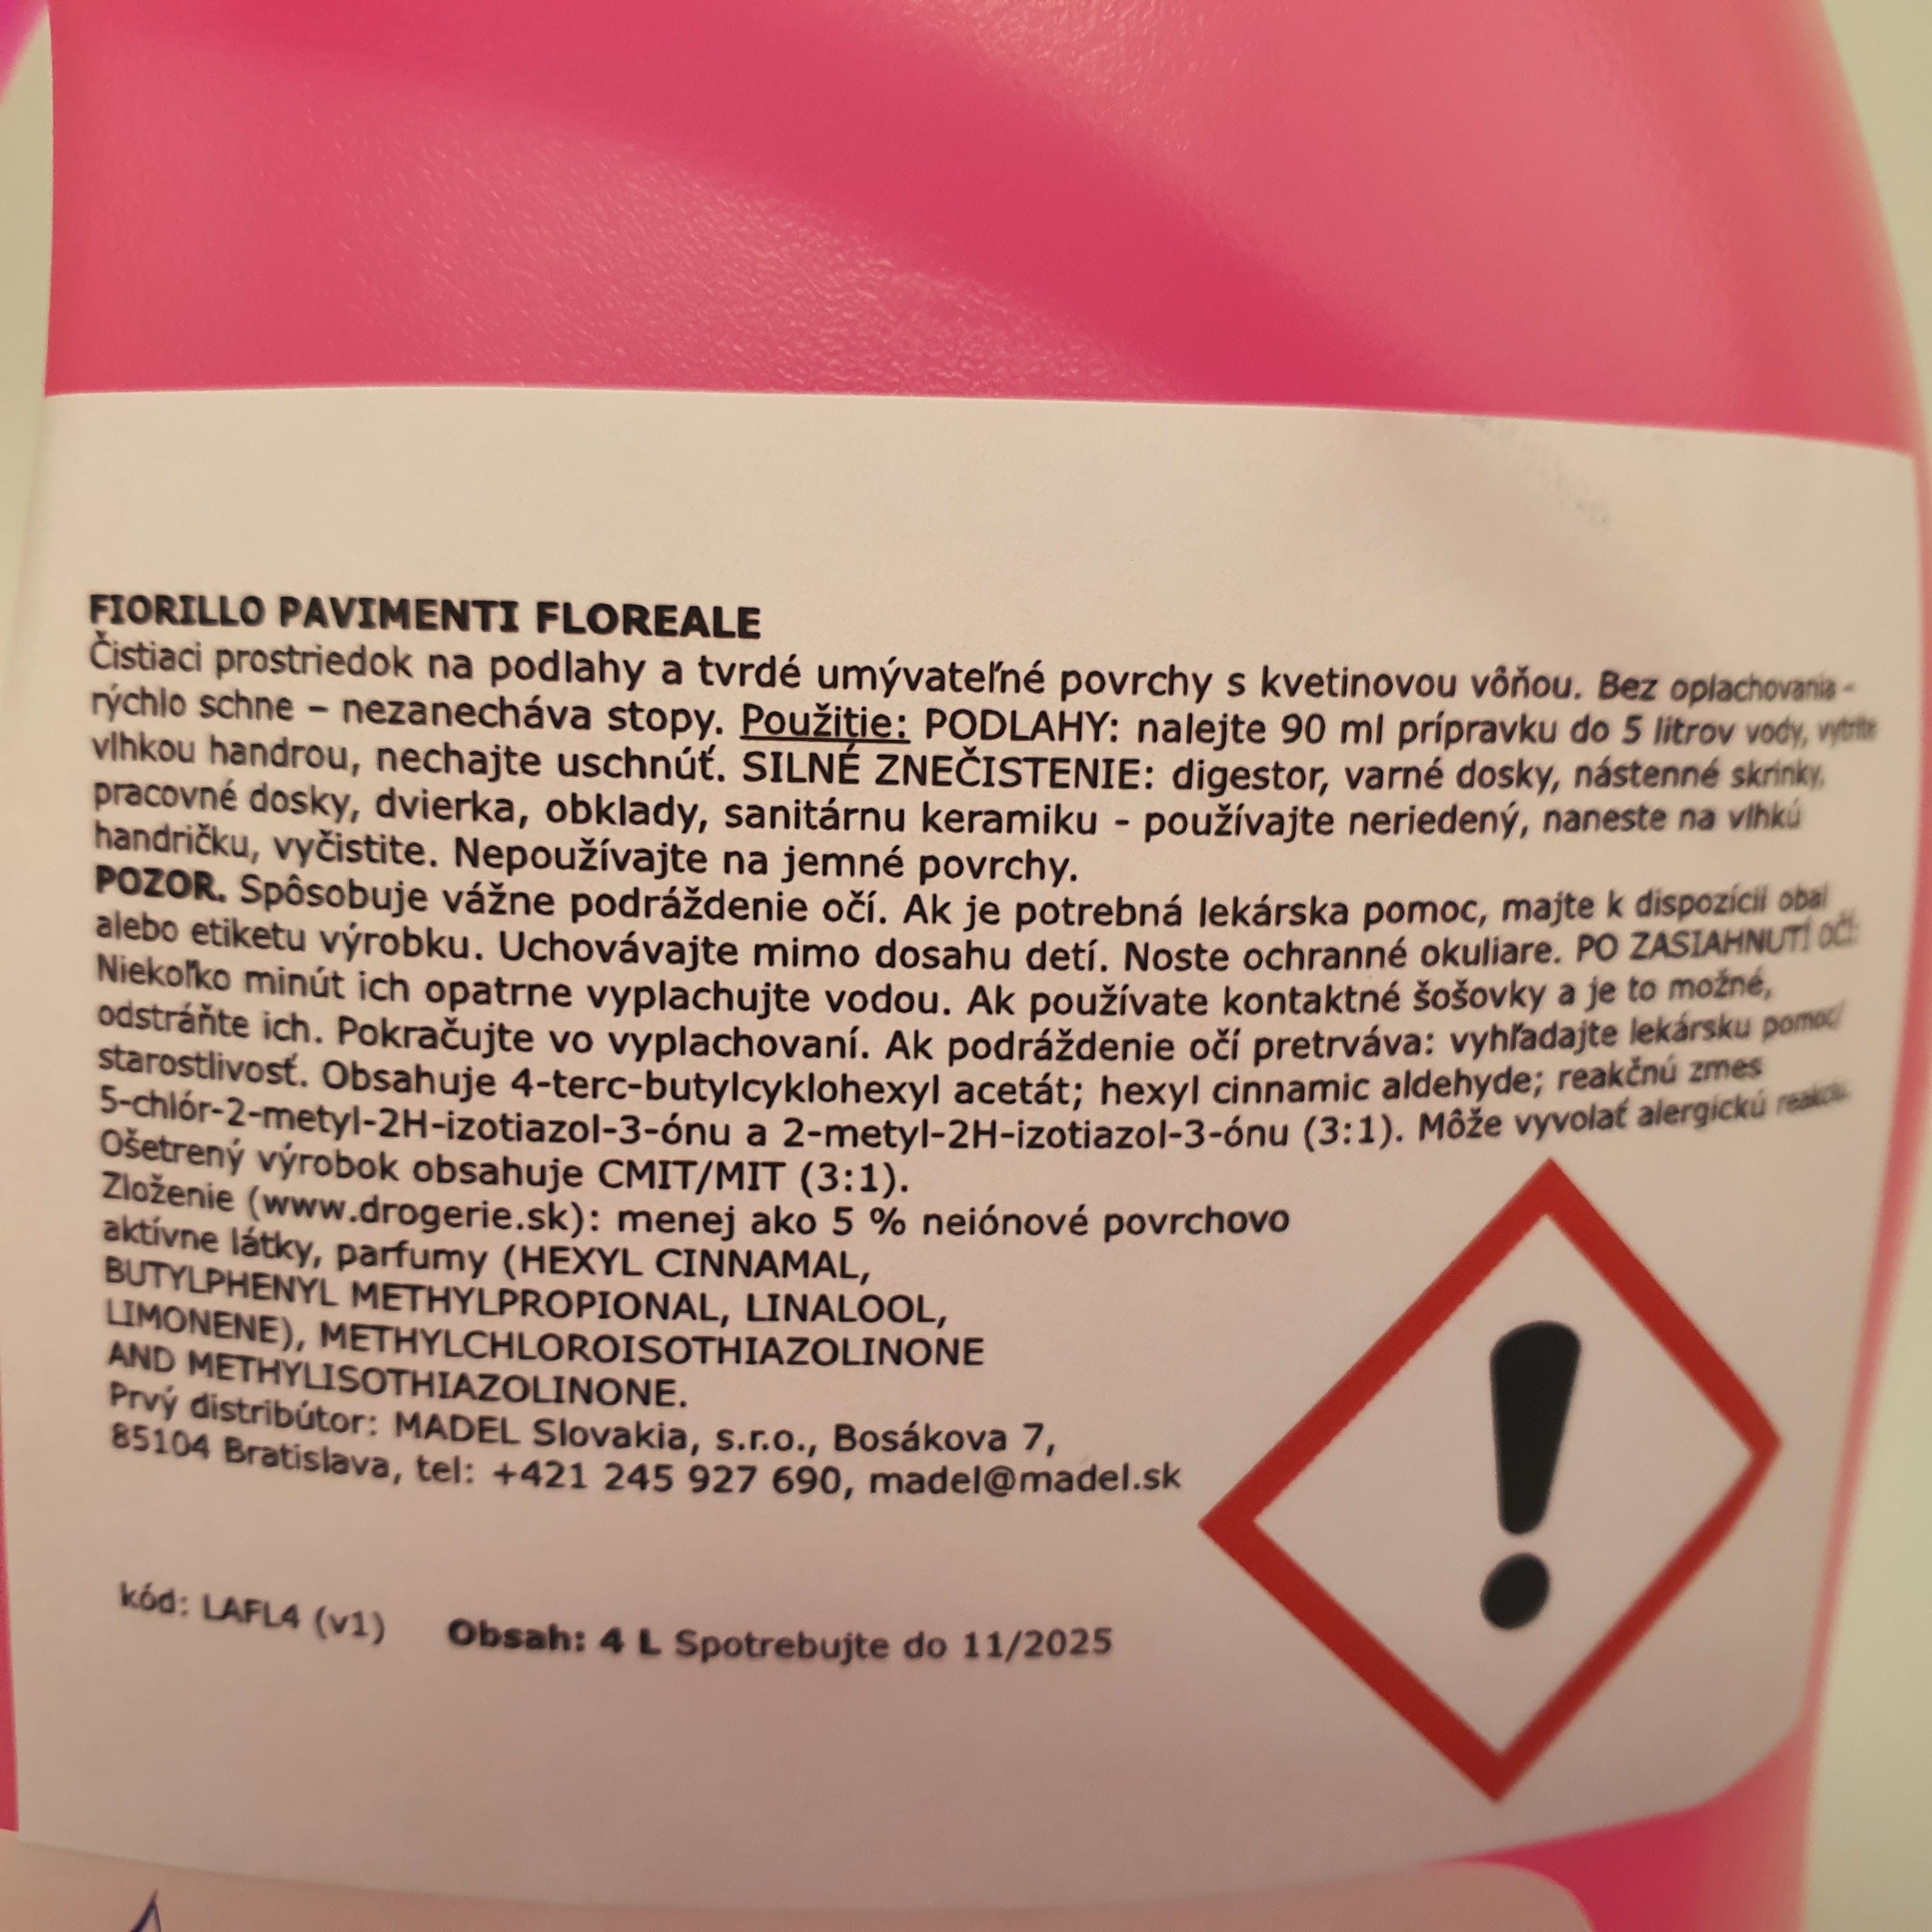 FIORILLO PAVIMENTI FLOREALE
Čistiaci prostriedok na podlahy a tvrdé umývateľné povrchy s kvetinovou vôňou. Bez oplachovania -
rýchlo schne – nezanecháva stopy. Použitie: PODLAHY: nalejte 90 ml prípravku do 5 litrov vody, vytrite
vlhkou handrou, nechajte uschnúť. SILNÉ ZNEČISTENIE: digestor, varné dosky, nástenné skrinky,
pracovné dosky, dvierka, obklady, sanitárnu keramiku - používajte neriedený, naneste na vlhkú
handričku, vyčistite. Nepoužívajte na jemné povrchy.
POZOR. Spôsobuje vážne podráždenie očí. Ak je potrebná lekárska pomoc, majte k dispozícii obal
alebo etiketu výrobku. Uchovávajte mimo dosahu detí. Noste ochranné okuliare. PO ZASIAHNUTÍ OČÍ:
Niekoľko minút ich opatrne vyplachujte vodou. Ak používate kontaktné šošovky a je to možné,
odstráňte ich. Pokračujte vo vyplachovaní. Ak podráždenie očí pretrváva: vyhľadajte lekársku pomoc/
starostlivosť. Obsahuje 4-terc-butylcyklohexyl acetát; hexyl cinnamic aldehyde; reakčnú zmes
5-chlór-2-metyl-2H-izotiazol-3-ónu a 2-metyl-2H-izotiazol-3-ónu (3:1). Môže vyvolať alergickú reakciu.
Ošetrený výrobok obsahuje CMIT/MIT (3:1).
Zloženie (www.drogerie.sk): menej ako 5 % neiónové povrchovo
aktívne látky, parfumy (HEXYL CINNAMAL,
BUTYLPHENYL METHYLPROPIONAL, LINALOOL,
LIMONENE), METHYLCHLOROISOTHIAZOLINONE
AND METHYLISOTHIAZOLINONE.
Prvý distribútor: MADEL Slovakia, s.r.o., Bosákova 7,
85104 Bratislava, tel: +421 245 927 690, madel@madel.sk
kód: LAFL4 (v1) Obsah: 4 L Spotrebujte do 11/2025